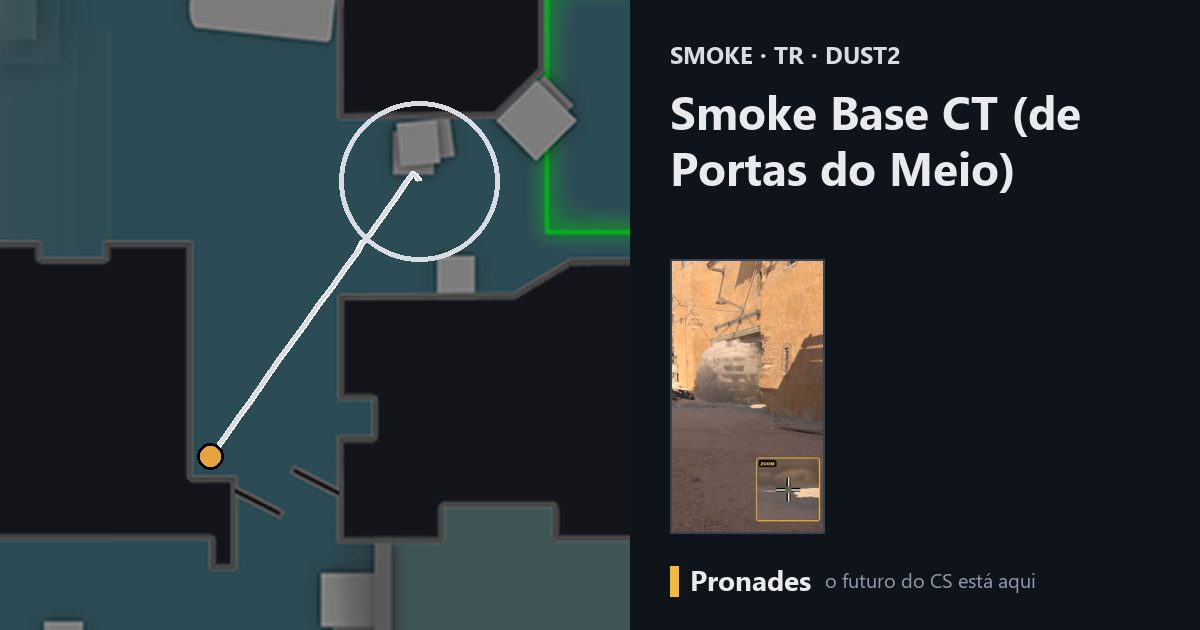 SMOKE · TR · DUST2
Smoke Base CT (de
Portas do Meio)
ZOOM
Pronades o futuro do CS está aqui